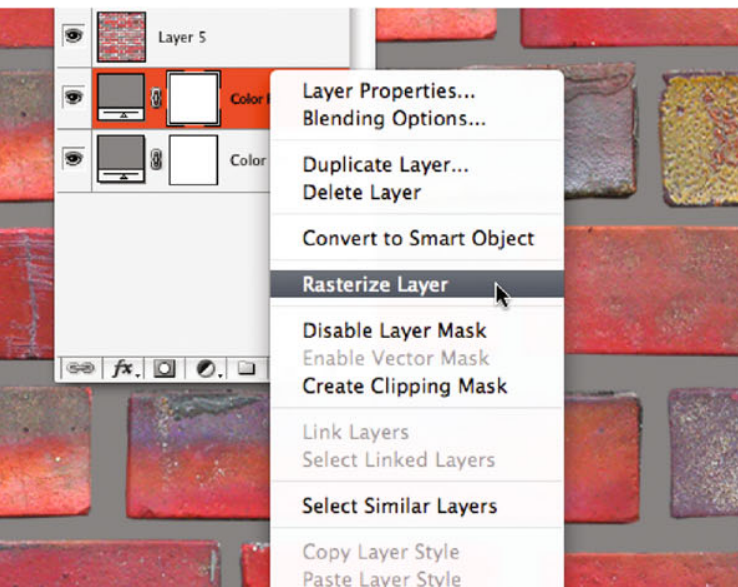 Layer 5
Color
Color
Layer Properties...
Blending Options...
Duplicate Layer...
Delete Layer
Convert to Smart Object
Rasterize Layer
Disable Layer Mask
Enable Vector Mask
Create Clipping Mask
Link Layers
Select Linked Layers
Select Similar Layers
Copy Layer Style
Paste Layer Style
fx